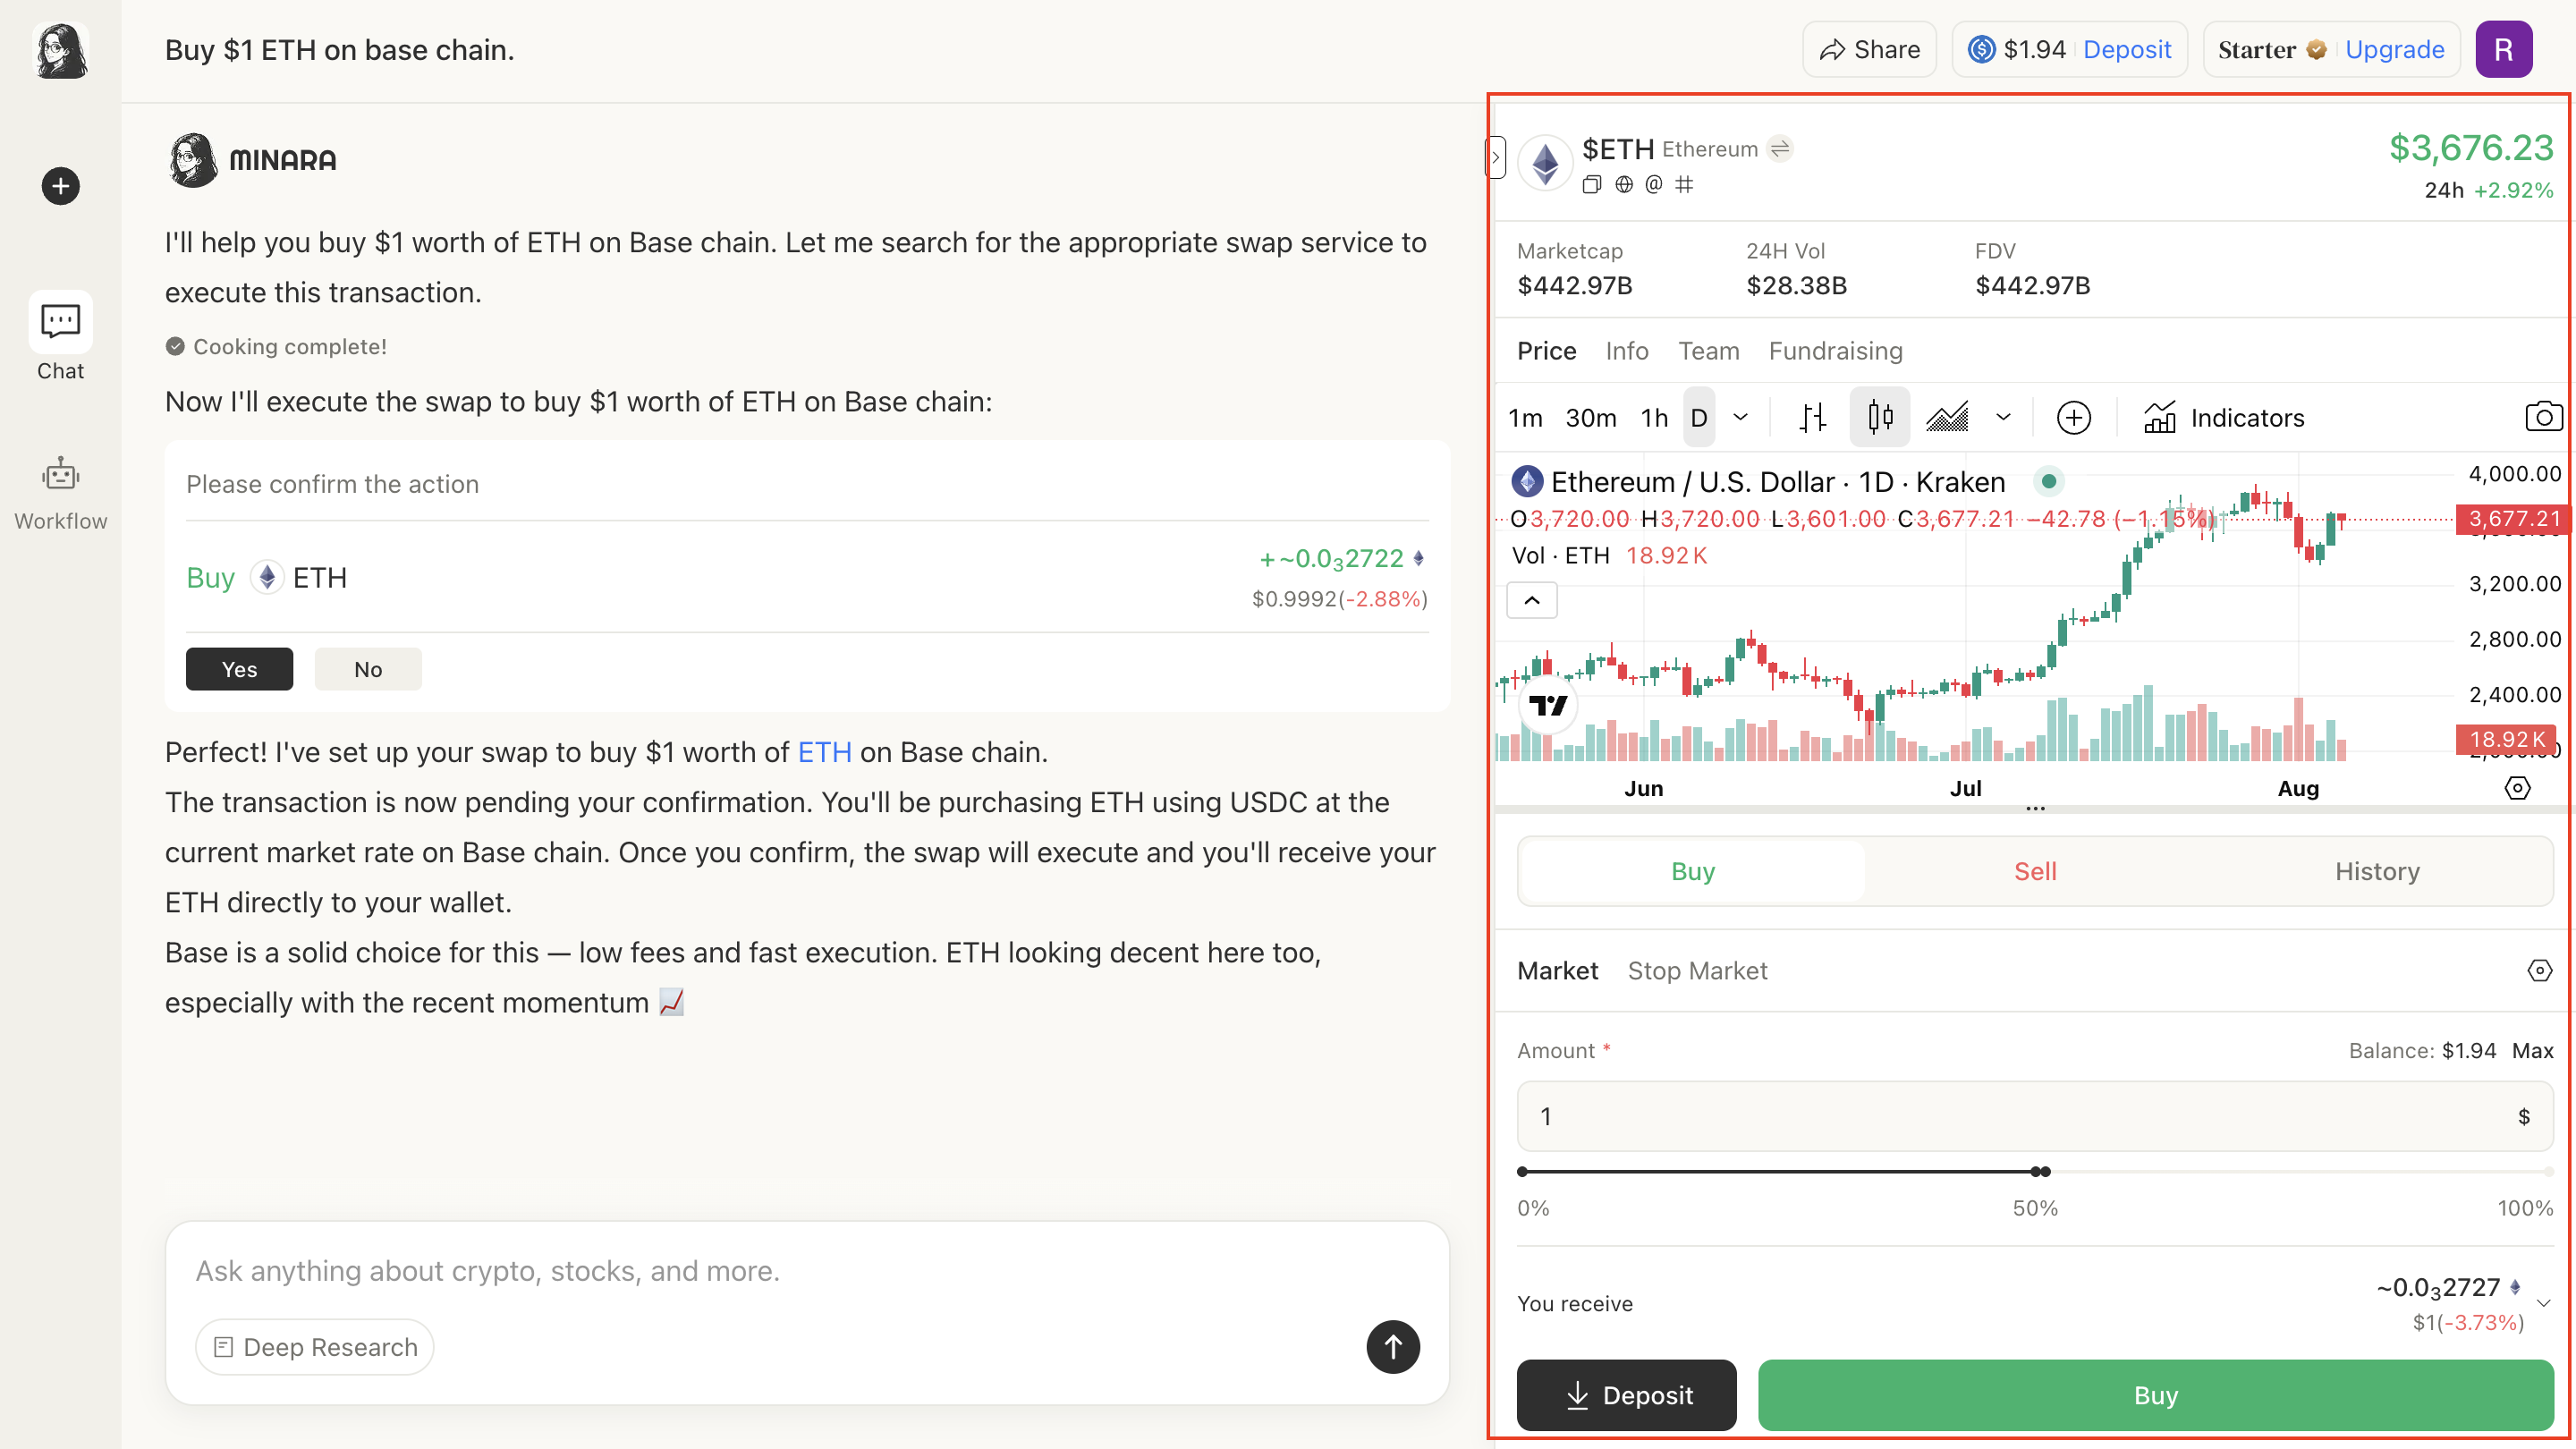 Buy $1 ETH on base chain.
Share
$1.94
Deposit
Starter
Upgrade
R
Chat
Workflow
MINARA
I'll help you buy $1 worth of ETH on Base chain. Let me search for the appropriate swap service to
execute this transaction.
Cooking complete!
Now I'll execute the swap to buy $1 worth of ETH on Base chain:
Please confirm the action
Buy ETH
+~0.0₃2722
$0.9992(-2.88%)
Yes
No
Perfect! I've set up your swap to buy $1 worth of ETH on Base chain.
The transaction is now pending your confirmation. You'll be purchasing ETH using USDC at the
current market rate on Base chain. Once you confirm, the swap will execute and you'll receive your
ETH directly to your wallet.
Base is a solid choice for this — low fees and fast execution. ETH looking decent here too,
especially with the recent momentum 📈
Ask anything about crypto, stocks, and more.
Deep Research
$ETH Ethereum
$3,676.23
24h +2.92%
Marketcap
$442.97B
24H Vol
$28.38B
FDV
$442.97B
Price Info Team Fundraising
1m 30m 1h D
Indicators
Ethereum / U.S. Dollar · 1D · Kraken
O3,720.00 H3,720.00 L3,601.00 C3,677.21 −42.78 (−1.15%)
Vol · ETH 18.92K
4,000.00
3,677.21
3,200.00
2,800.00
2,400.00
18.92K
Jun Jul Aug
Buy Sell History
Market Stop Market
Amount *
Balance: $1.94 Max
1 $
0% 50% 100%
You receive
~0.0₃2727
$1(-3.73%)
Deposit
Buy